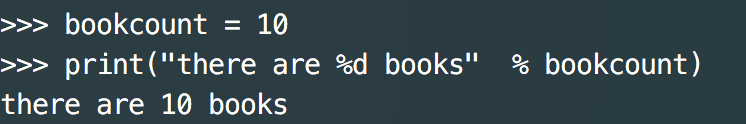 >>> bookcount = 10
>>> print("there are %d books"  % bookcount)
there are 10 books